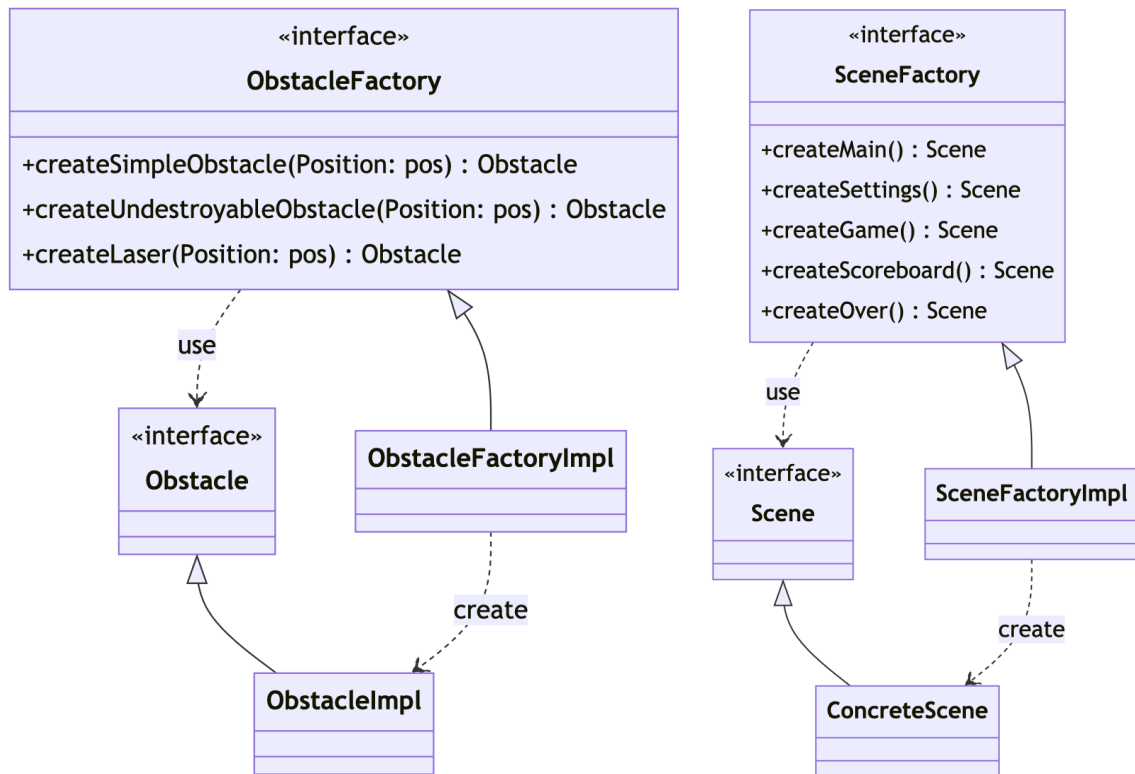 «interface»
ObstacleFactory
+createSimpleObstacle(Position: pos) : Obstacle
+createUndestroyableObstacle(Position: pos) : Obstacle
+createLaser(Position: pos) : Obstacle
use
«interface»
Obstacle
ObstacleFactoryImpl
create
ObstacleImpl
«interface»
SceneFactory
+createMain() : Scene
+createSettings() : Scene
+createGame() : Scene
+createScoreboard() : Scene
+createOver() : Scene
use
«interface»
Scene
SceneFactoryImpl
create
ConcreteScene